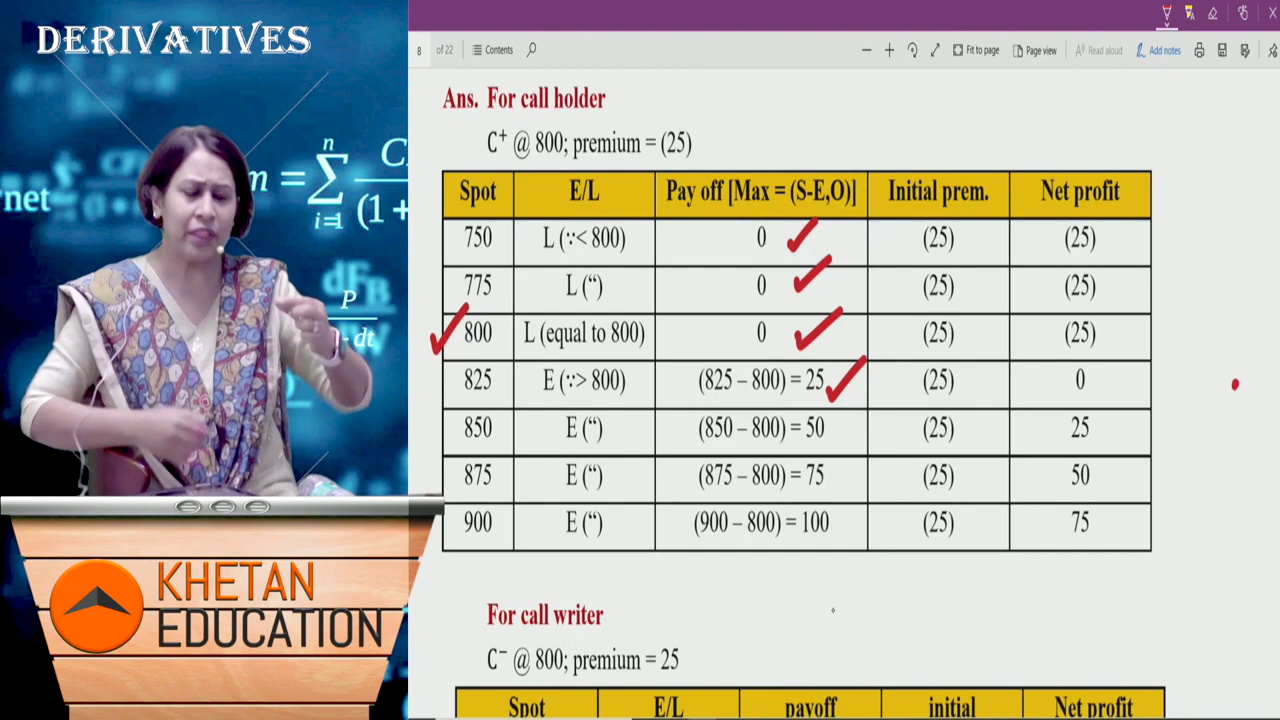 DERIVATIVES
8 of 22 Contents Fit to page Page view Read aloud Add notes
Ans. For call holder
C⁺ @ 800; premium = (25)
Spot E/L Pay off [Max = (S-E,O)] Initial prem. Net profit
750 L (∵< 800) 0 (25) (25)
775 L (“) 0 (25) (25)
800 L (equal to 800) 0 (25) (25)
825 E (∵> 800) (825 – 800) = 25 (25) 0
850 E (“) (850 – 800) = 50 (25) 25
875 E (“) (875 – 800) = 75 (25) 50
900 E (“) (900 – 800) = 100 (25) 75
For call writer
C⁻ @ 800; premium = 25
Spot E/L payoff initial Net profit
KHETAN
EDUCATION
net
m = n ∑ i=1
(1+
P